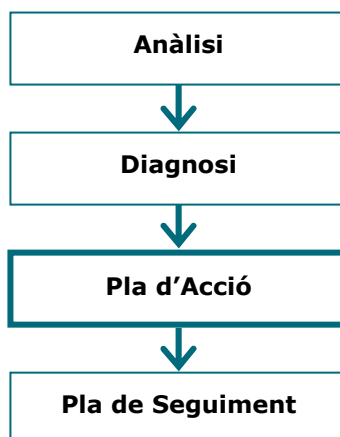 Anàlisi
Diagnosi
Pla d’Acció
Pla de Seguiment